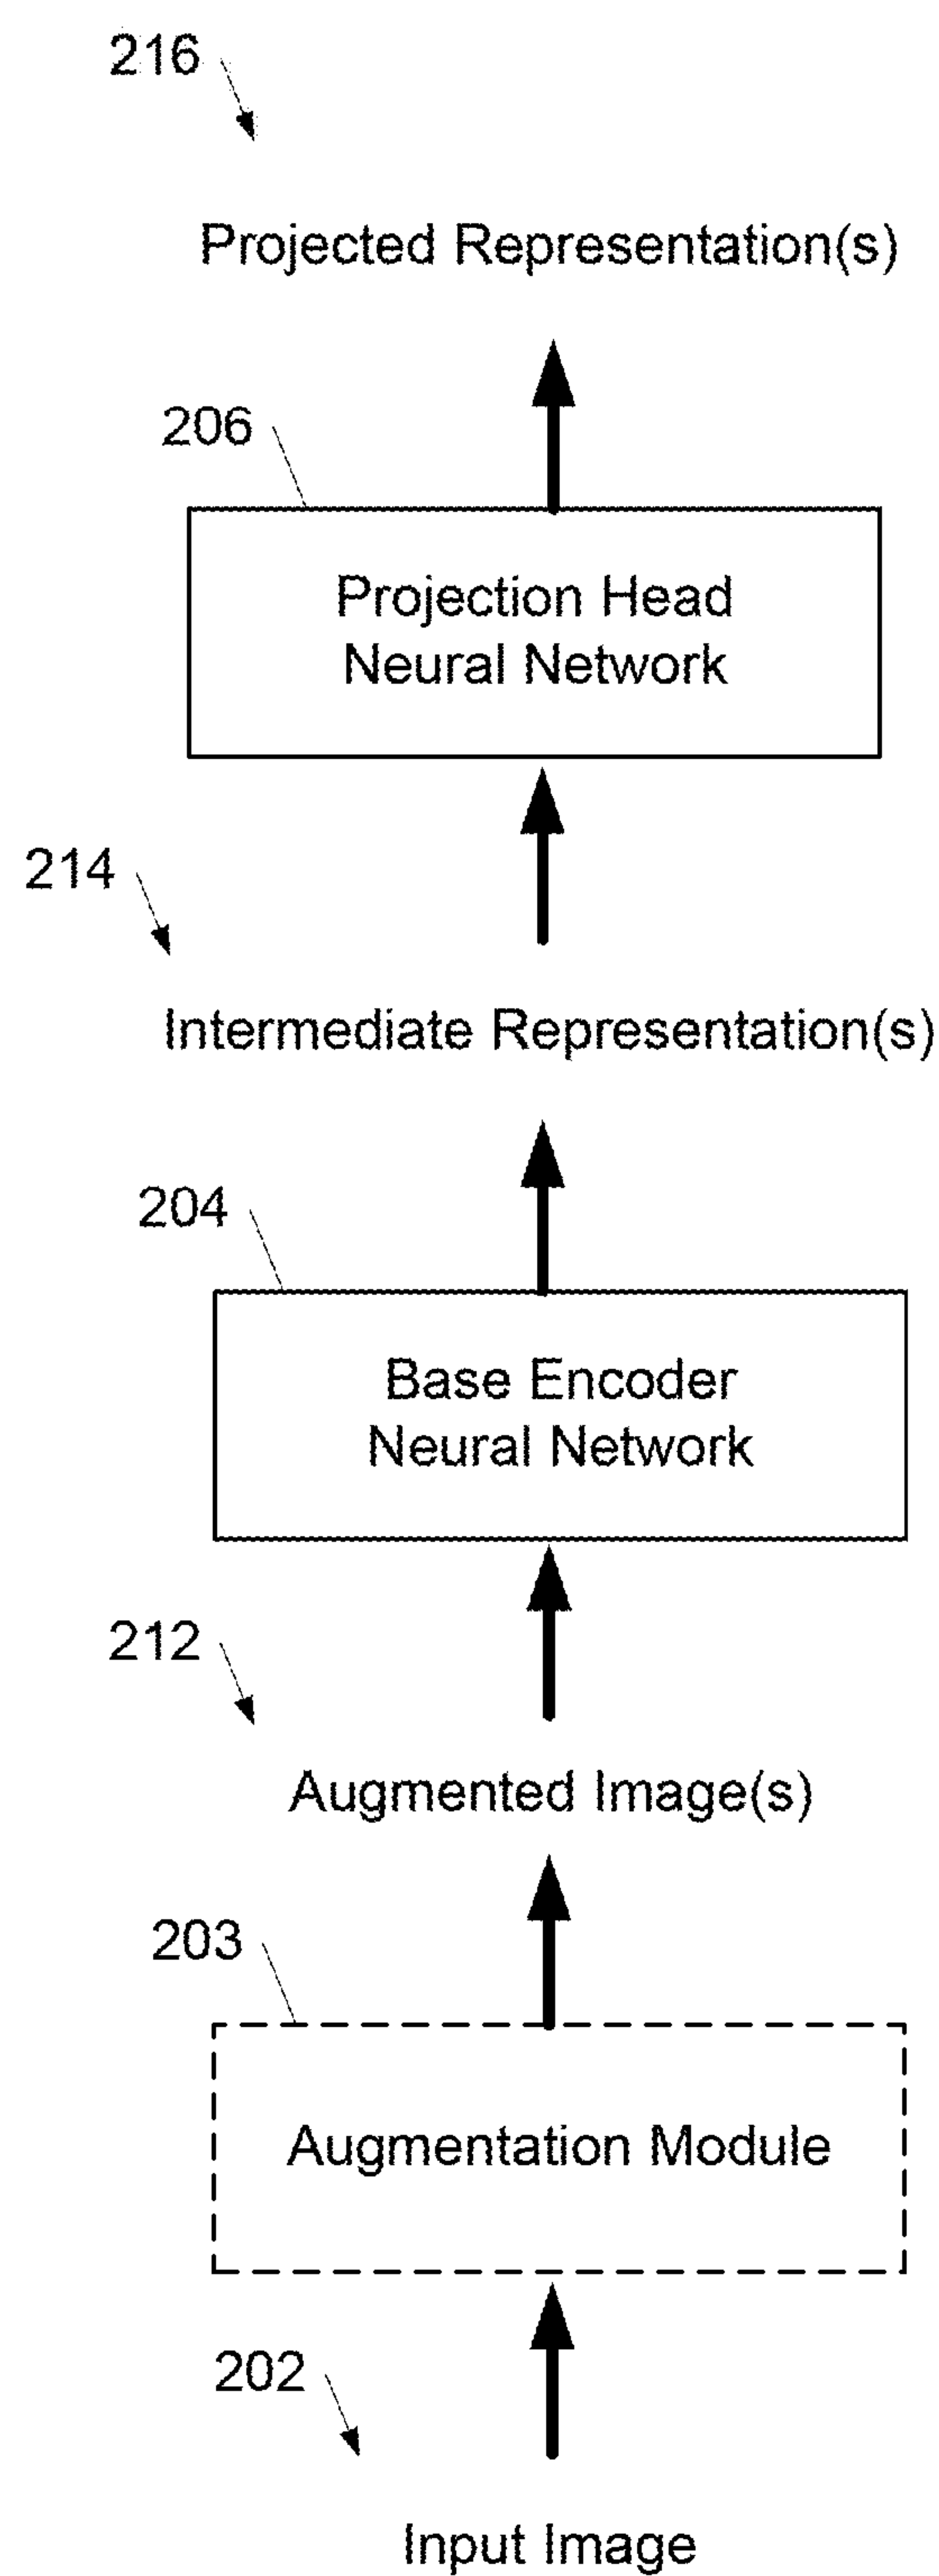 216
Projected Representation(s)
206
Projection Head
Neural Network
214
Intermediate Representation(s)
204
Base Encoder
Neural Network
212
Augmented Image(s)
203
Augmentation Module
202
Input Image